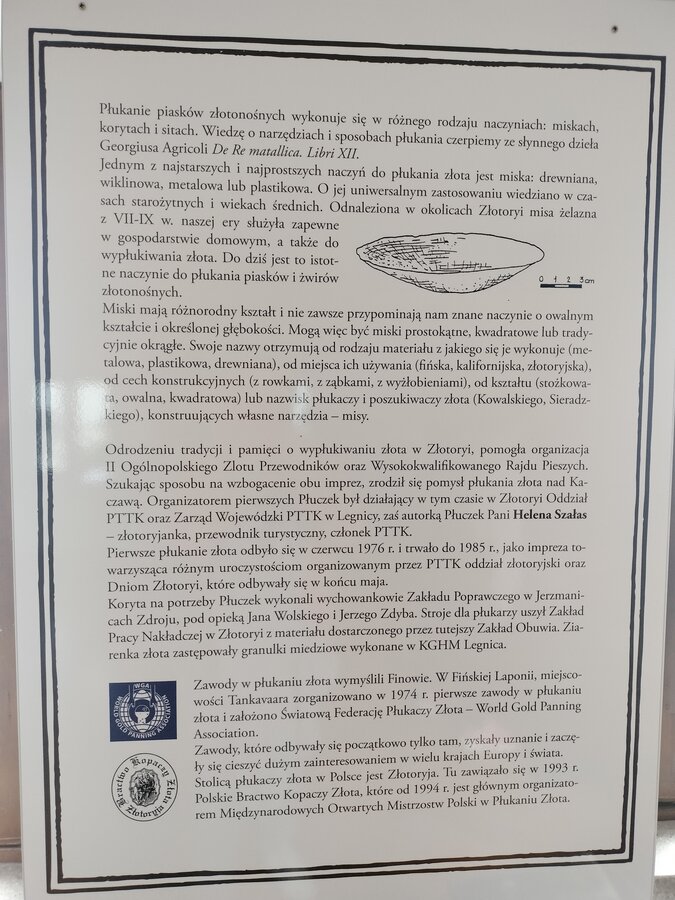 Płukanie piasków złotonośnych wykonuje się w różnego rodzaju naczyniach: miskach,
korytach i sitach. Wiedzę o narzędziach i sposobach płukania czerpiemy ze słynnego dzieła
Georgiusa Agricoli De Re matallica. Libri XII.
Jednym z najstarszych i najprostszych naczyń do płukania złota jest miska: drewniana,
wiklinowa, metalowa lub plastikowa. O jej uniwersalnym zastosowaniu wiedziano w cza-
sach starożytnych i wiekach średnich. Odnaleziona w okolicach Złotoryi misa żelazna
z VII-IX w. naszej ery służyła zapewne
w gospodarstwie domowym, a także do
wypłukiwania złota. Do dziś jest to istot-
ne naczynie do płukania piasków i żwirów
złotonośnych.
0 1 2 3cm
Miski mają różnorodny kształt i nie zawsze przypominają nam znane naczynie o owalnym
kształcie i określonej głębokości. Mogą więc być miski prostokątne, kwadratowe lub trady-
cyjnie okrągłe. Swoje nazwy otrzymują od rodzaju materiału z jakiego się je wykonuje (me-
talowa, plastikowa, drewniana), od miejsca ich używania (fińska, kalifornijska, złotoryjska),
od cech konstrukcyjnych (z rowkami, z ząbkami, z wyżłobieniami), od kształtu (stożkowa-
ta, owalna, kwadratowa) lub nazwisk płukaczy i poszukiwaczy złota (Kowalskiego, Sieradz-
kiego), konstruujących własne narzędzia – misy.
Odrodzeniu tradycji i pamięci o wypłukiwaniu złota w Złotoryi, pomogła organizacja
II Ogólnopolskiego Zlotu Przewodników oraz Wysokokwalifikowanego Rajdu Pieszych.
Szukając sposobu na wzbogacenie obu imprez, zrodził się pomysł płukania złota nad Ka-
czawą. Organizatorem pierwszych Płuczek był działający w tym czasie w Złotoryi Oddział
PTTK oraz Zarząd Wojewódzki PTTK w Legnicy, zaś autorką Płuczek Pani Helena Szałas
– złotoryjanka, przewodnik turystyczny, członek PTTK.
Pierwsze płukanie złota odbyło się w czerwcu 1976 r. i trwało do 1985 r., jako impreza to-
warzysząca różnym uroczystościom organizowanym przez PTTK oddział złotoryjski oraz
Dniom Złotoryi, które odbywały się w końcu maja.
Koryta na potrzeby Płuczek wykonali wychowankowie Zakładu Poprawczego w Jerzmani-
cach Zdroju, pod opieką Jana Wolskiego i Jerzego Zdyba. Stroje dla płukarzy uszył Zakład
Pracy Nakładczej w Złotoryi z materiału dostarczonego przez tutejszy Zakład Obuwia. Zia-
renka złota zastępowały granulki miedziowe wykonane w KGHM Legnica.
WGA
WORLD GOLD PANNING ASSOCIATION
Zawody w płukaniu złota wymyślili Finowie. W Fińskiej Laponii, miejsco-
wości Tankavaara zorganizowano w 1974 r. pierwsze zawody w płukaniu
złota i założono Światową Federację Płukaczy Złota – World Gold Panning
Association.
Bractwo Kopaczy Złota
Złotoryja
Zawody, które odbywały się początkowo tylko tam, zyskały uznanie i zaczę-
ły się cieszyć dużym zainteresowaniem w wielu krajach Europy i świata.
Stolicą płukaczy złota w Polsce jest Złotoryja. Tu zawiązało się w 1993 r.
Polskie Bractwo Kopaczy Złota, które od 1994 r. jest głównym organizato-
rem Międzynarodowych Otwartych Mistrzostw Polski w Płukaniu Złota.